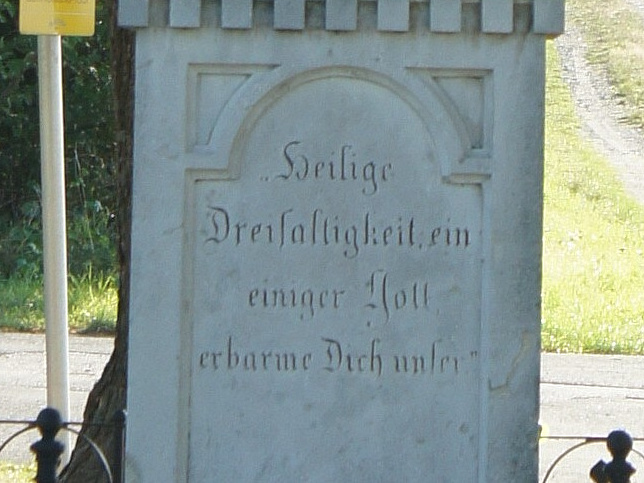 „Heilige
Dreifaltigkeit, ein
einiger Gott
erbarme Dich unser"